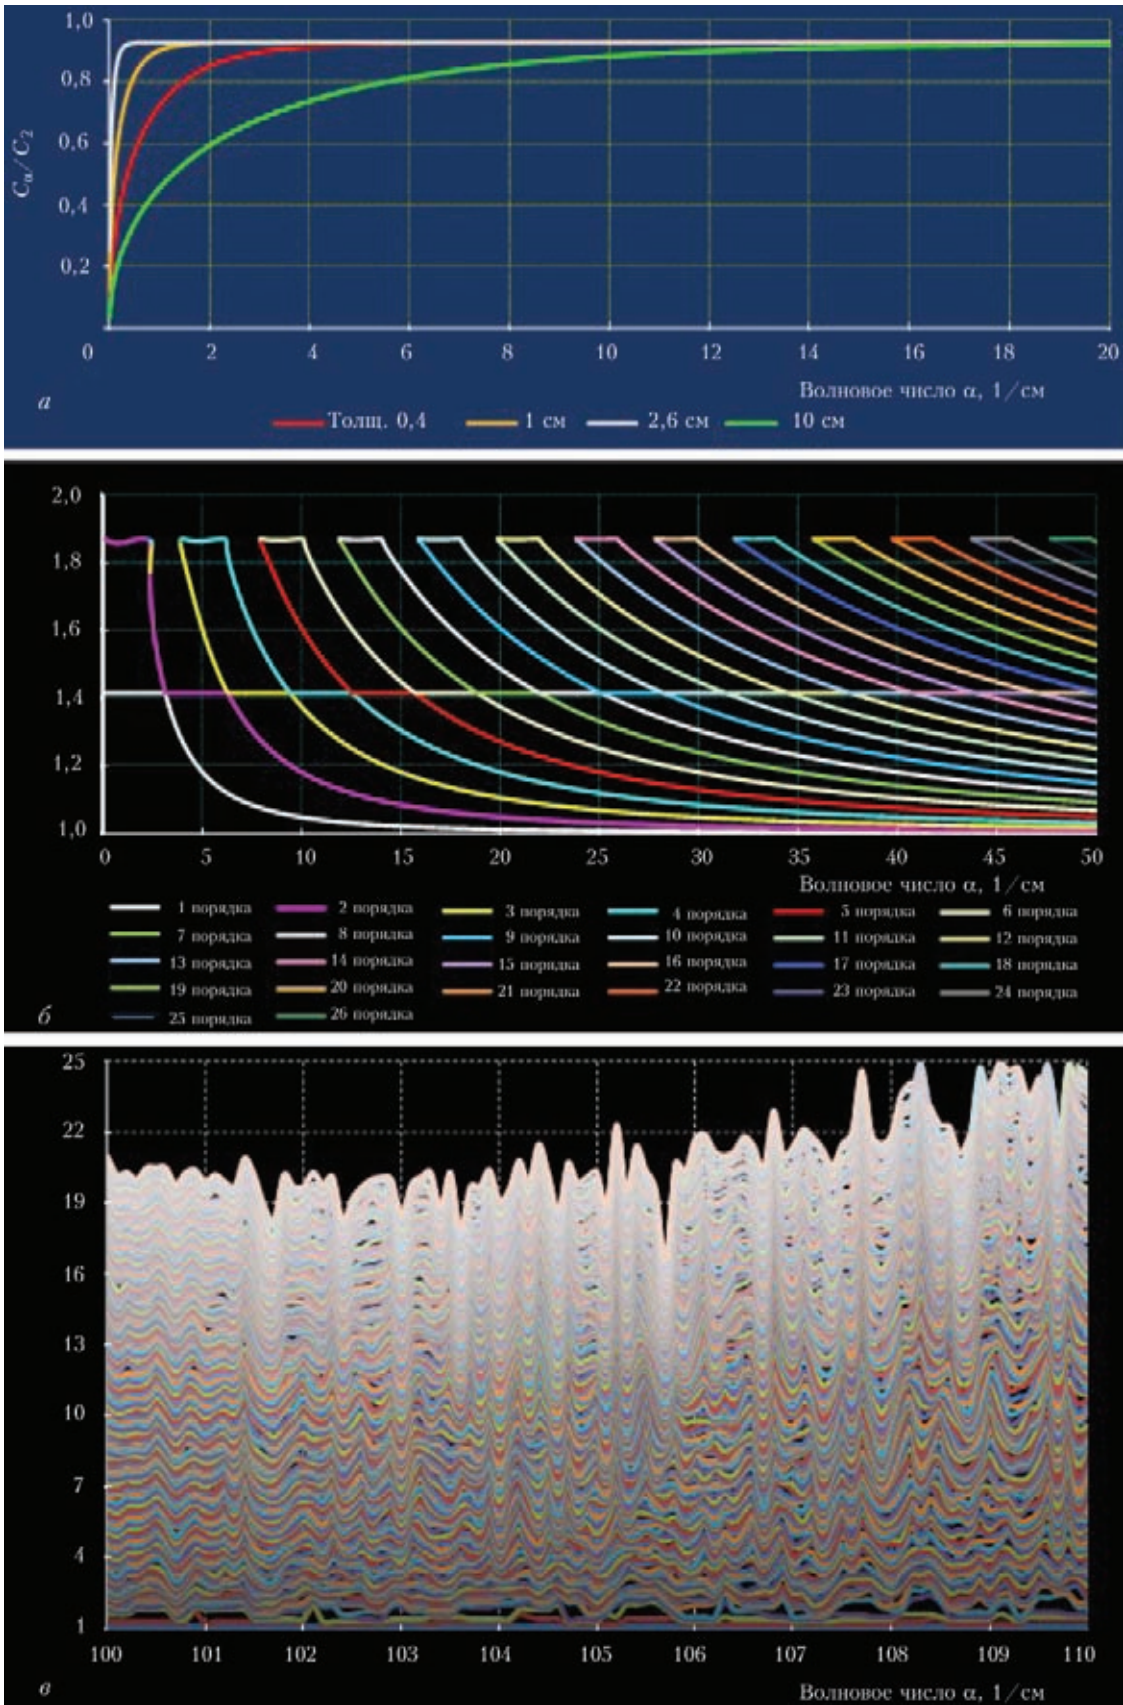 1,0
0,8
0,6
0,4
0,2
Cα/C2
0 2 4 6 8 10 12 14 16 18 20
Волновое число α, 1/см
а
Толщ. 0,4 1 см 2,6 см 10 см
2,0
1,8
1,6
1,4
1,2
1,0
0 5 10 15 20 25 30 35 40 45 50
Волновое число α, 1/см
1 порядка 2 порядка 3 порядка 4 порядка 5 порядка 6 порядка
7 порядка 8 порядка 9 порядка 10 порядка 11 порядка 12 порядка
13 порядка 14 порядка 15 порядка 16 порядка 17 порядка 18 порядка
19 порядка 20 порядка 21 порядка 22 порядка 23 порядка 24 порядка
25 порядка 26 порядка
б
25
22
19
16
13
10
7
4
1
100 101 102 103 104 105 106 107 108 109 110
Волновое число α, 1/см
в